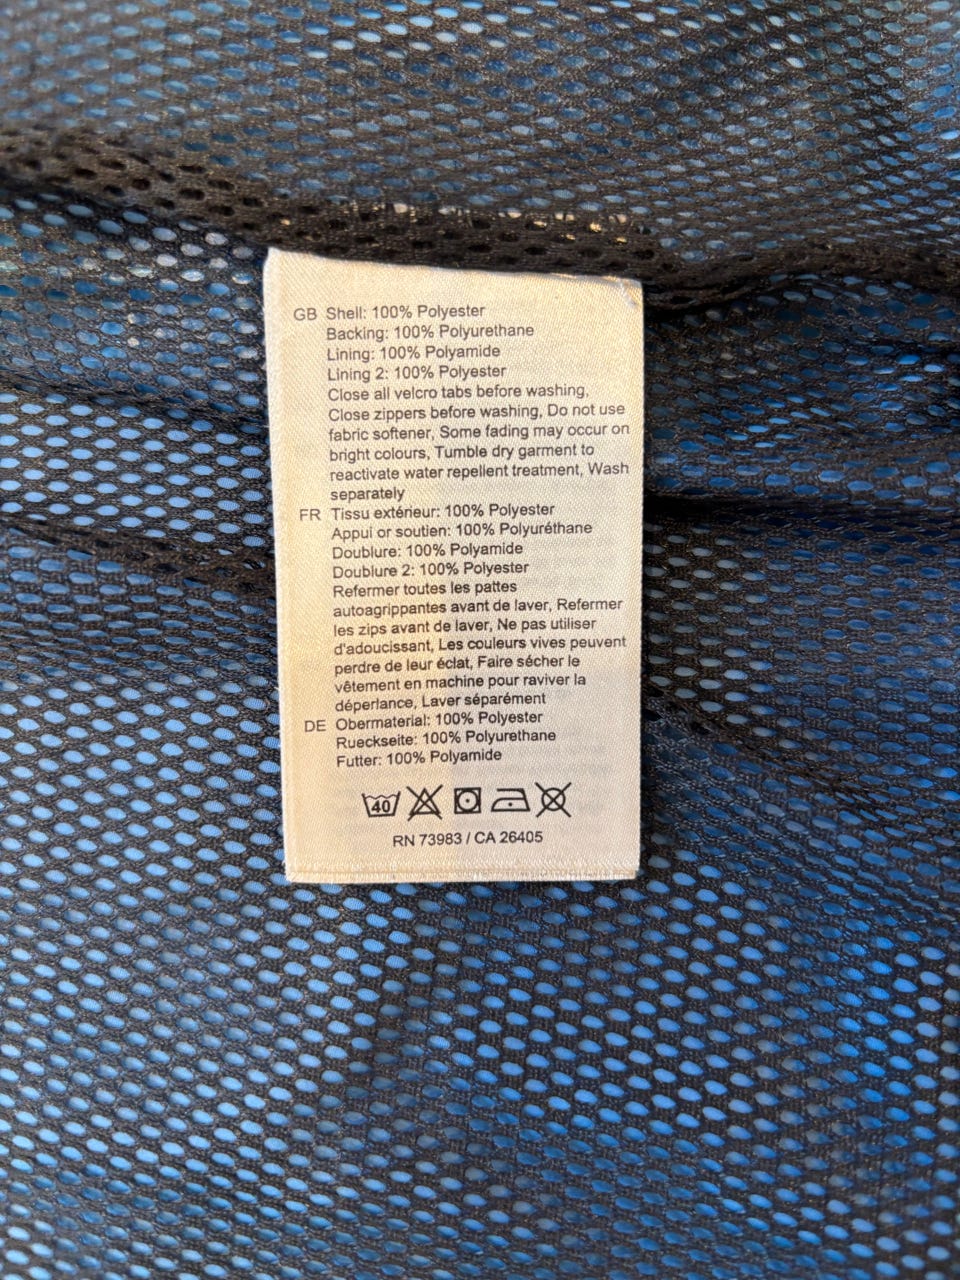 GB Shell: 100% Polyester
Backing: 100% Polyurethane
Lining: 100% Polyamide
Lining 2: 100% Polyester
Close all velcro tabs before washing,
Close zippers before washing, Do not use
fabric softener, Some fading may occur on
bright colours, Tumble dry garment to
reactivate water repellent treatment, Wash
separately
FR Tissu extérieur: 100% Polyester
Appui or soutien: 100% Polyuréthane
Doublure: 100% Polyamide
Doublure 2: 100% Polyester
Refermer toutes les pattes
autoagrippantes avant de laver, Refermer
les zips avant de laver, Ne pas utiliser
d'adoucissant, Les couleurs vives peuvent
perdre de leur éclat, Faire sécher le
vêtement en machine pour raviver la
déperlance, Laver séparément
DE Obermaterial: 100% Polyester
Rueckseite: 100% Polyurethane
Futter: 100% Polyamide
40
RN 73983 / CA 26405